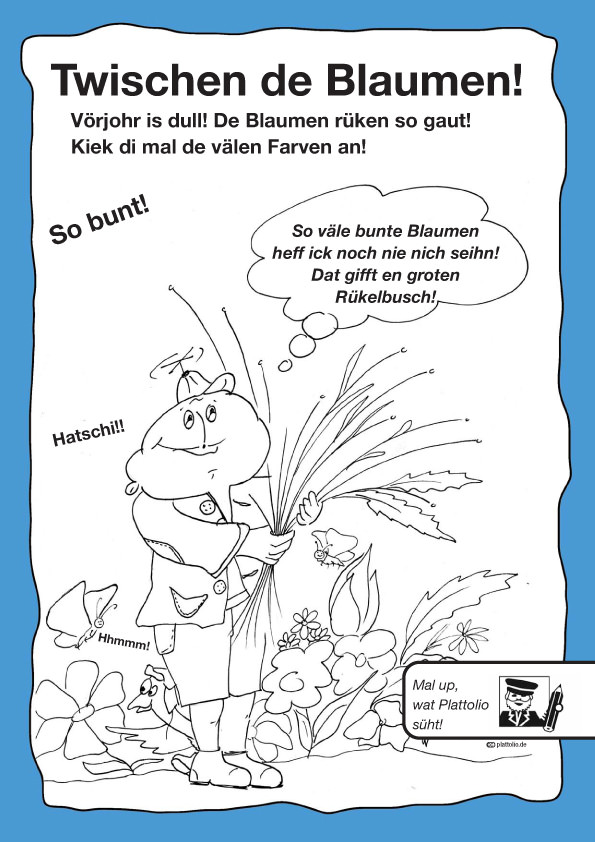 Twischen de Blaumen!
Vörjohr is dull! De Blaumen rüken so gaut!
Kiek di mal de välen Farven an!
So bunt!
So väle bunte Blaumen
heff ick noch nie nich seihn!
Dat gifft en groten
Rükelbusch!
Hatschi!!
Hhmmm!
Mal up,
wat Plattolio
süht!
cc plattolio.de